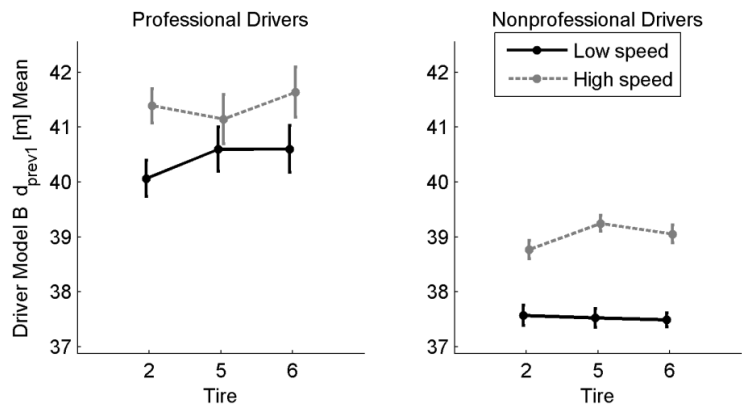 Professional Drivers
Nonprofessional Drivers
Low speed
High speed
Driver Model B d_prev1 [m] Mean
42
41
40
39
38
37
2
5
6
Tire
42
41
40
39
38
37
2
5
6
Tire